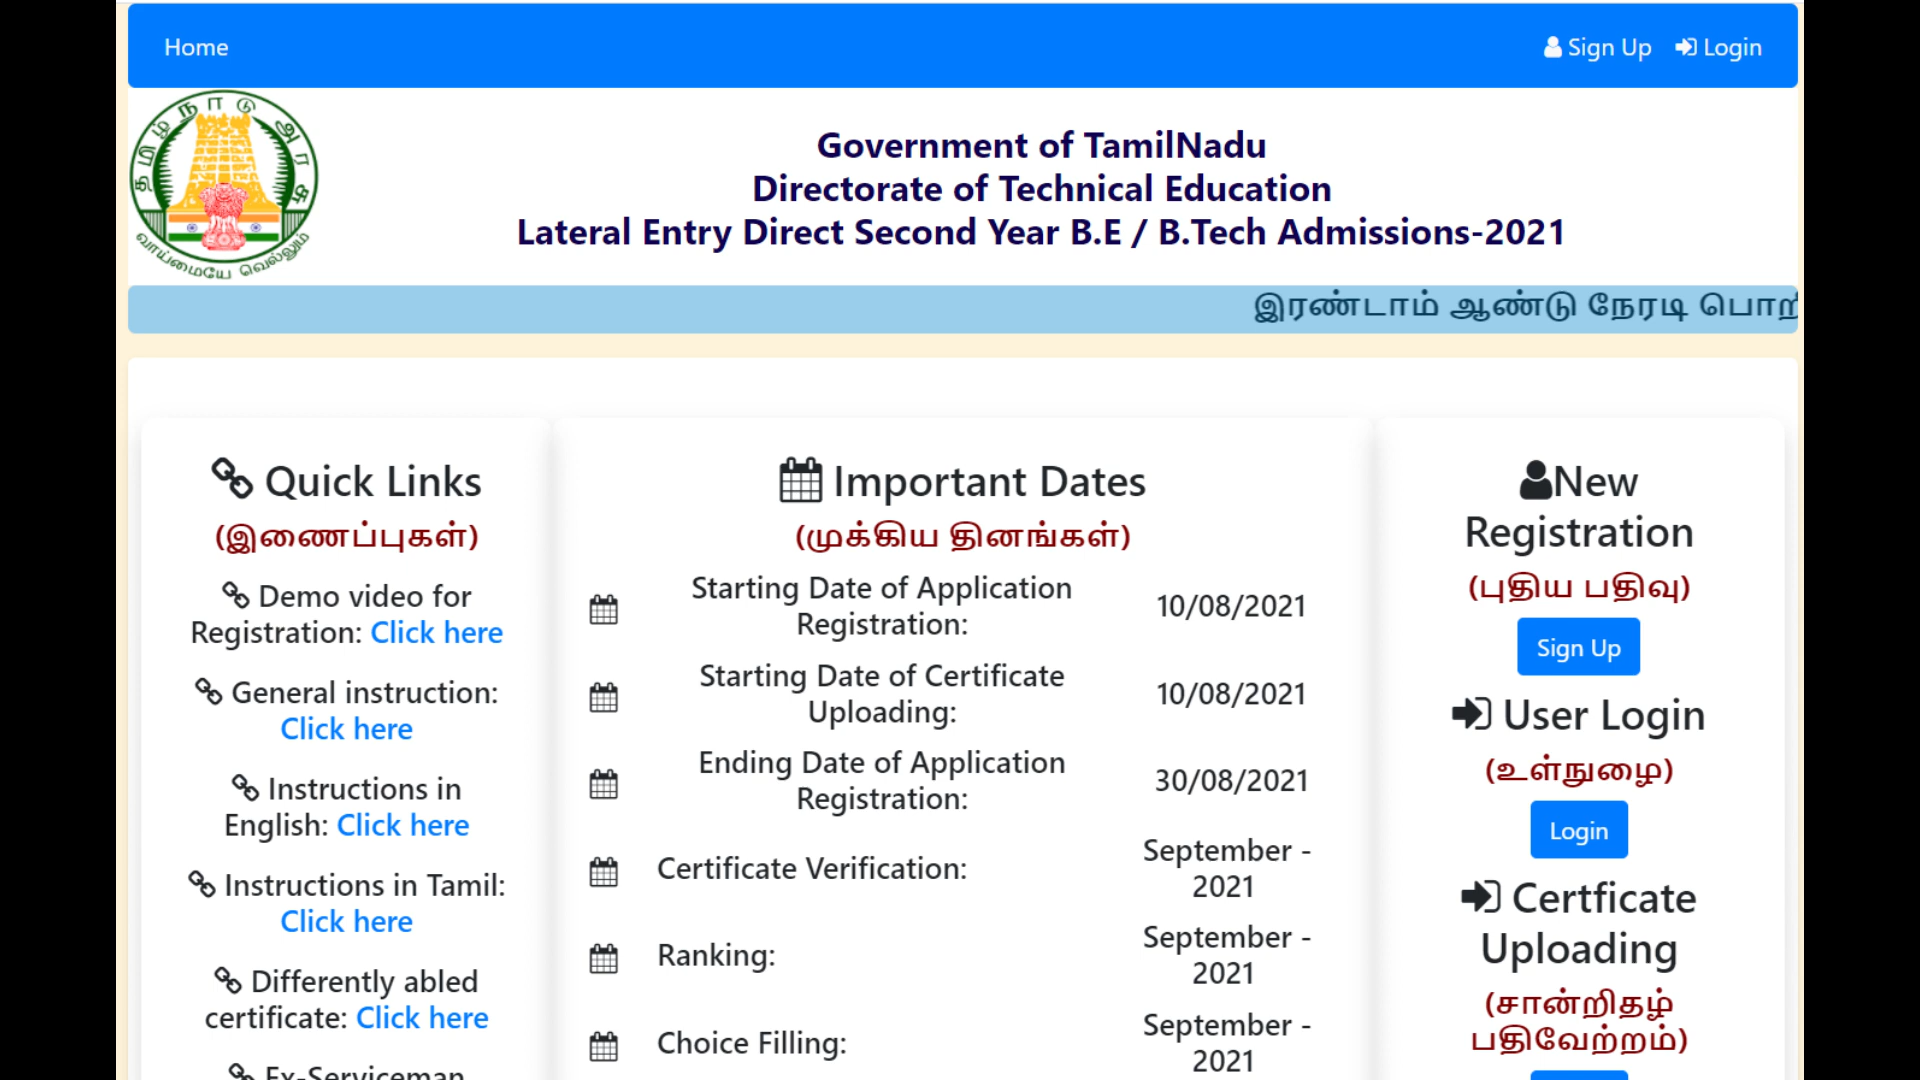 Home
Sign Up
Login
தமிழ்நாடு அரசு
வாய்மையே வெல்லும்
Government of TamilNadu
Directorate of Technical Education
Lateral Entry Direct Second Year B.E / B.Tech Admissions-2021
இரண்டாம் ஆண்டு நேரடி பொறி
Quick Links
(இணைப்புகள்)
Demo video for
Registration: Click here
General instruction:
Click here
Instructions in
English: Click here
Instructions in Tamil:
Click here
Differently abled
certificate: Click here
Ex-Serviceman
Important Dates
(முக்கிய தினங்கள்)
Starting Date of Application
Registration:
10/08/2021
Starting Date of Certificate
Uploading:
10/08/2021
Ending Date of Application
Registration:
30/08/2021
Certificate Verification:
September -
2021
Ranking:
September -
2021
Choice Filling:
September -
2021
New
Registration
(புதிய பதிவு)
Sign Up
User Login
(உள்நுழை)
Login
Certficate
Uploading
(சான்றிதழ்
பதிவேற்றம்)